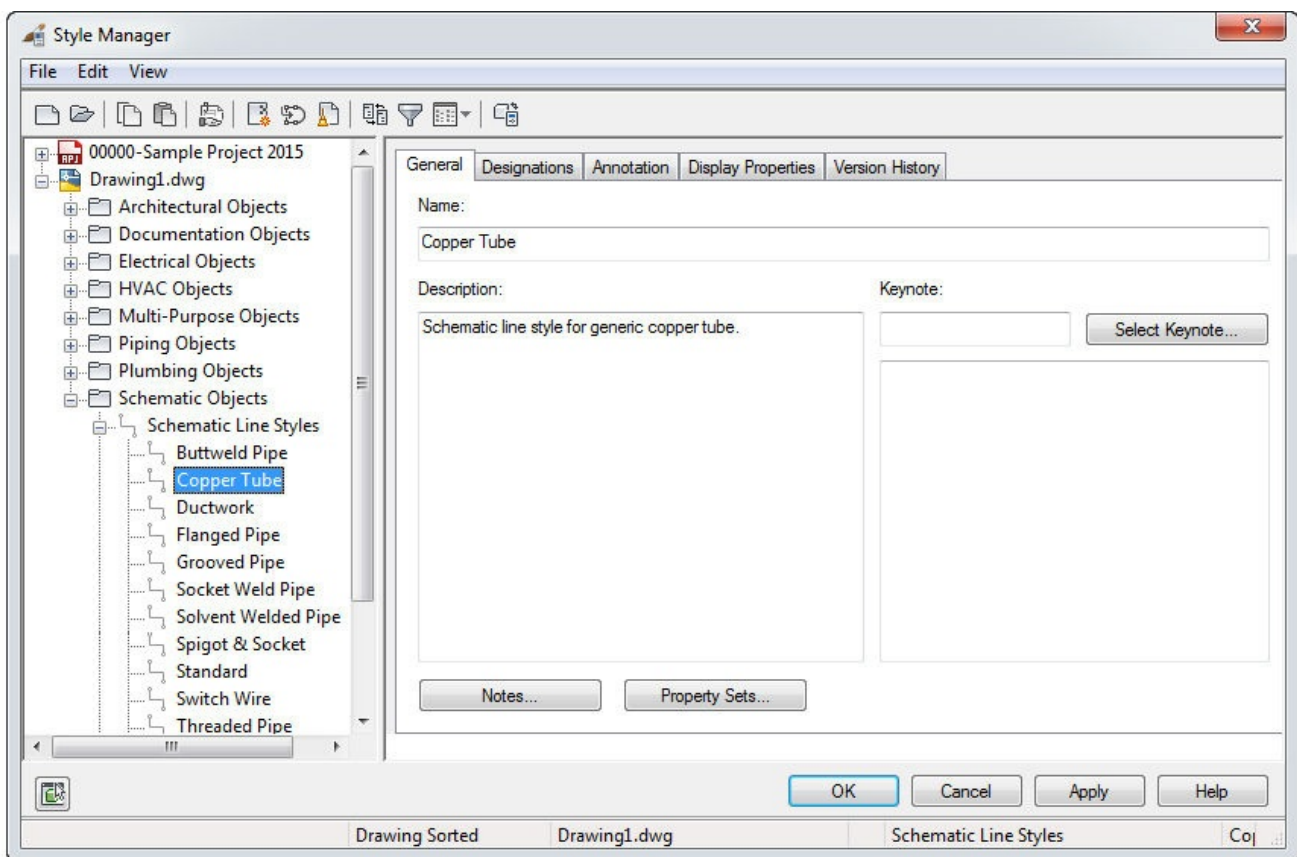 Style Manager
File Edit View
00000-Sample Project 2015
Drawing1.dwg
Architectural Objects
Documentation Objects
Electrical Objects
HVAC Objects
Multi-Purpose Objects
Piping Objects
Plumbing Objects
Schematic Objects
Schematic Line Styles
Buttweld Pipe
Copper Tube
Ductwork
Flanged Pipe
Grooved Pipe
Socket Weld Pipe
Solvent Welded Pipe
Spigot & Socket
Standard
Switch Wire
Threaded Pipe
General Designations Annotation Display Properties Version History
Name:
Copper Tube
Description:
Schematic line style for generic copper tube.
Keynote:
Select Keynote...
Notes... Property Sets...
OK Cancel Apply Help
Drawing Sorted Drawing1.dwg Schematic Line Styles